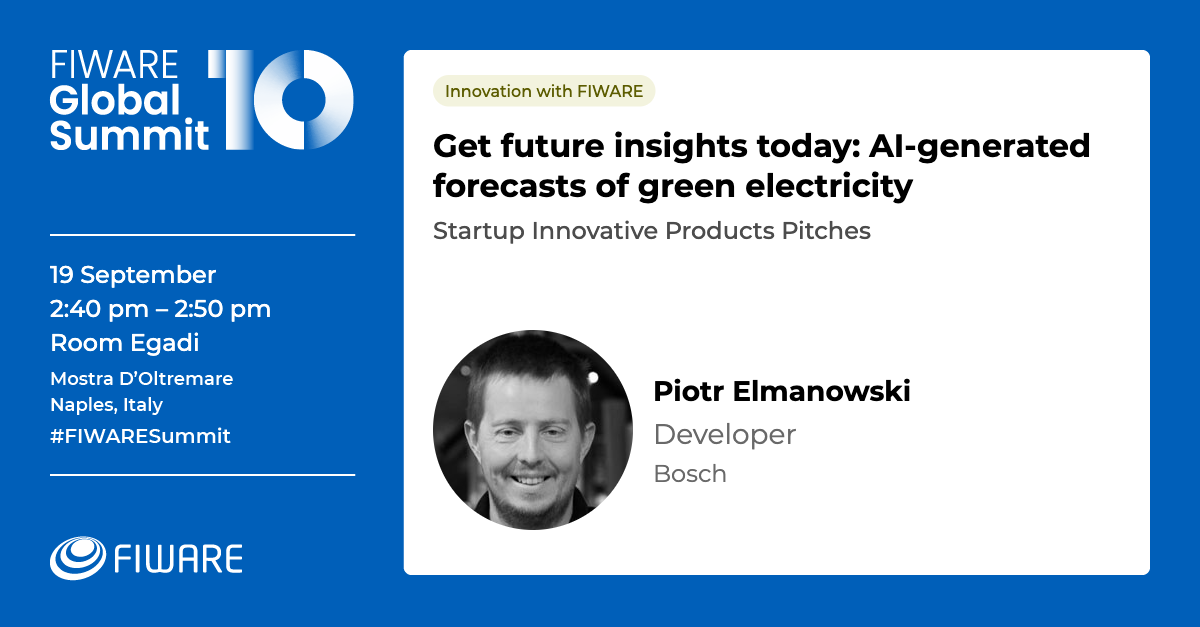 FIWARE
Global
Summit
10
19 September
2:40 pm – 2:50 pm
Room Egadi
Mostra D’Oltremare
Naples, Italy
#FIWARESummit
FIWARE
Innovation with FIWARE
Get future insights today: AI-generated
forecasts of green electricity
Startup Innovative Products Pitches
Piotr Elmanowski
Developer
Bosch